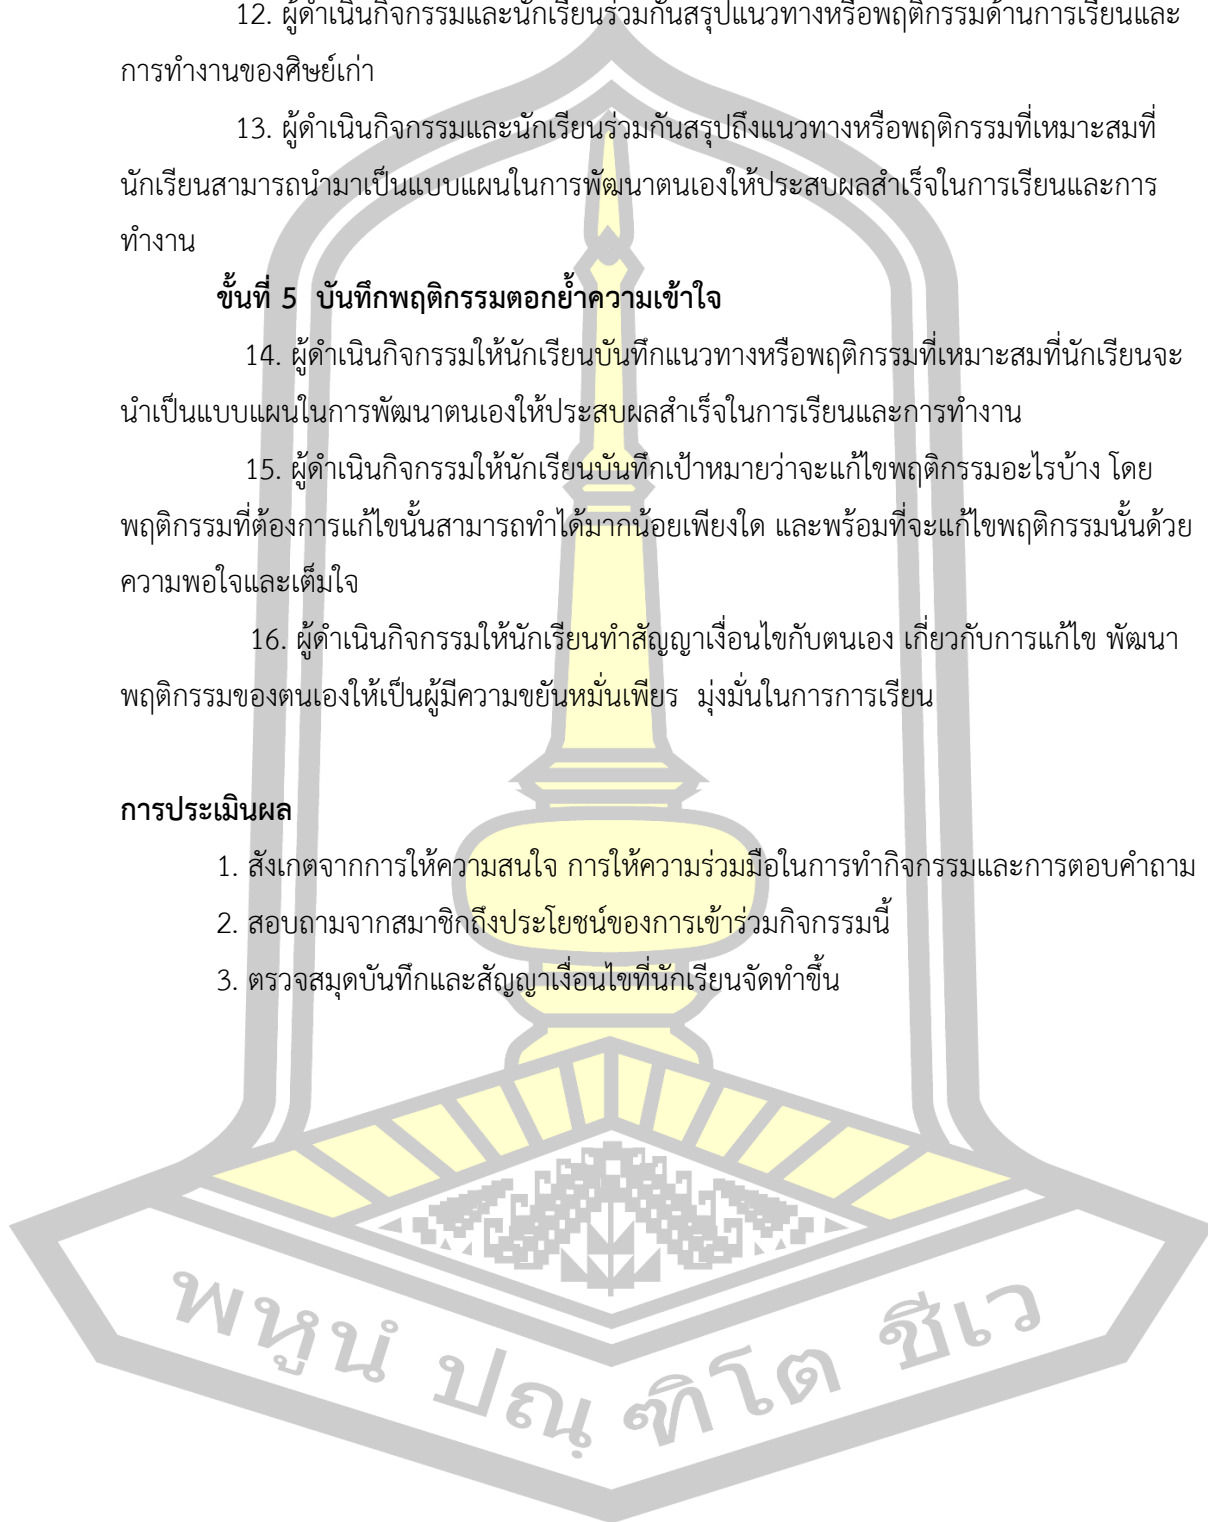 12. ผู้ดำเนินกิจกรรมและนักเรียนร่วมกันสรุปแนวทางหรือพฤติกรรมด้านการเรียนและ
การทำงานของศิษย์เก่า
13. ผู้ดำเนินกิจกรรมและนักเรียนร่วมกันสรุปถึงแนวทางหรือพฤติกรรมที่เหมาะสมที่
นักเรียนสามารถนำมาเป็นแบบแผนในการพัฒนาตนเองให้ประสบผลสำเร็จในการเรียนและการ
ทำงาน
ขั้นที่ 5 บันทึกพฤติกรรมตอกย้ำความเข้าใจ
14. ผู้ดำเนินกิจกรรมให้นักเรียนบันทึกแนวทางหรือพฤติกรรมที่เหมาะสมที่นักเรียนจะ
นำเป็นแบบแผนในการพัฒนาตนเองให้ประสบผลสำเร็จในการเรียนและการทำงาน
15. ผู้ดำเนินกิจกรรมให้นักเรียนบันทึกเป้าหมายว่าจะแก้ไขพฤติกรรมอะไรบ้าง โดย
พฤติกรรมที่ต้องการแก้ไขนั้นสามารถทำได้มากน้อยเพียงใด และพร้อมที่จะแก้ไขพฤติกรรมนั้นด้วย
ความพอใจและเต็มใจ
16. ผู้ดำเนินกิจกรรมให้นักเรียนทำสัญญาเงื่อนไขกับตนเอง เกี่ยวกับการแก้ไข พัฒนา
พฤติกรรมของตนเองให้เป็นผู้มีความขยันหมั่นเพียร มุ่งมั่นในการการเรียน
การประเมินผล
1. สังเกตจากการให้ความสนใจ การให้ความร่วมมือในการทำกิจกรรมและการตอบคำถาม
2. สอบถามจากสมาชิกถึงประโยชน์ของการเข้าร่วมกิจกรรมนี้
3. ตรวจสมุดบันทึกและสัญญาเงื่อนไขที่นักเรียนจัดทำขึ้น
พหูนํ ปณฺ ฑิโต ชีเว